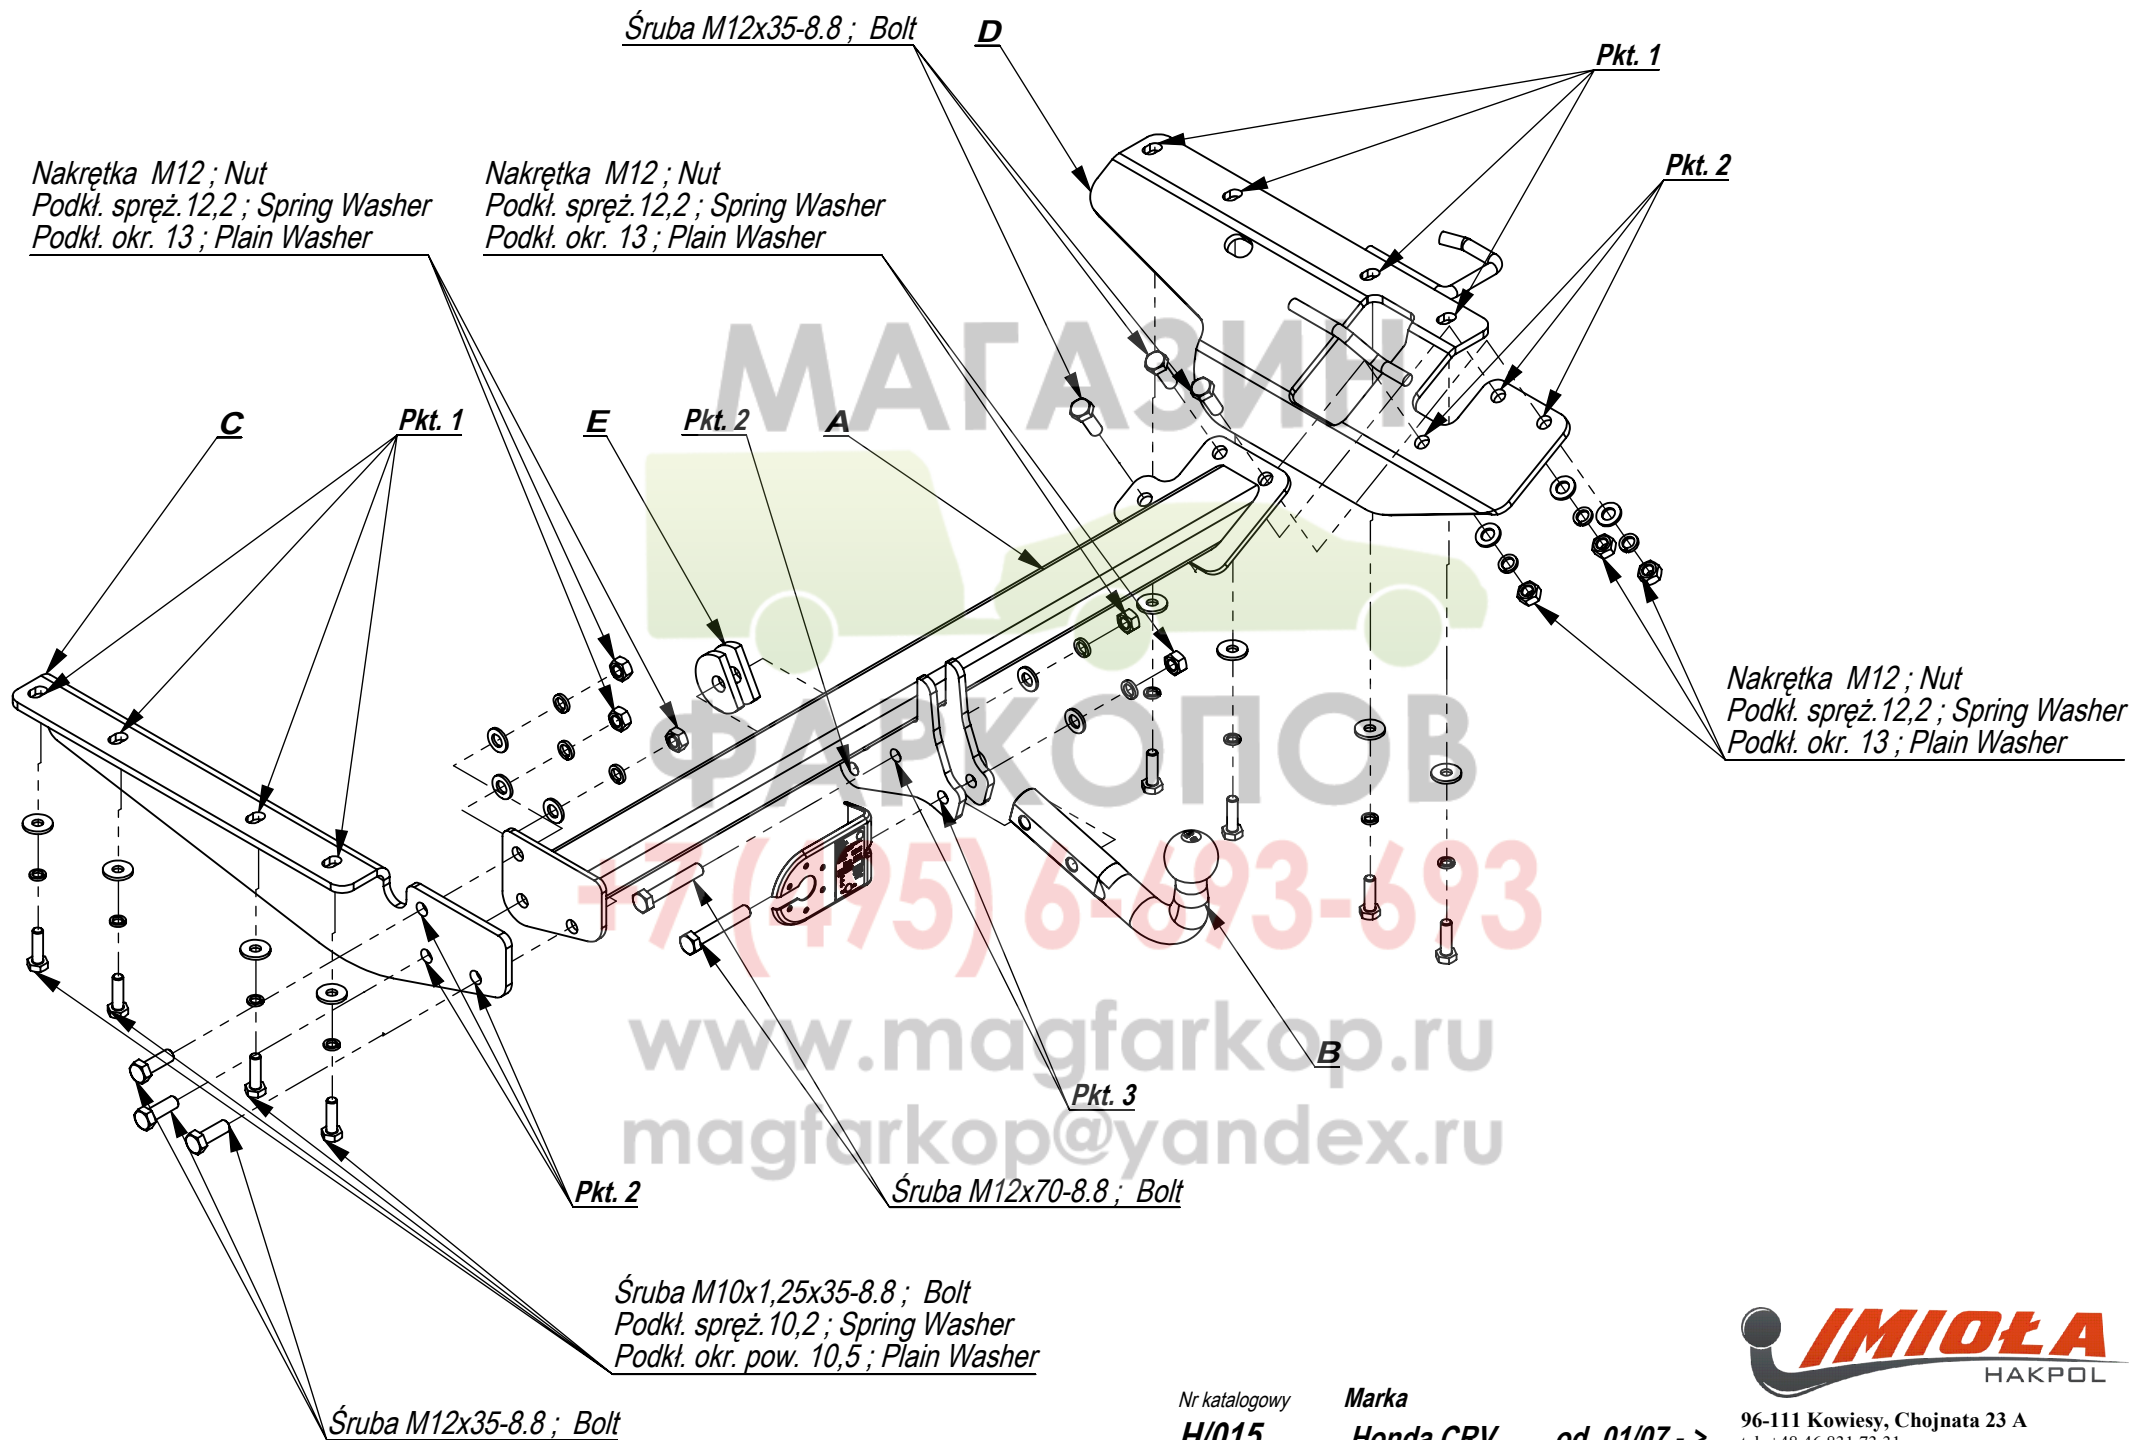 Śruba M12x35-8.8 ; Bolt
D
Pkt. 1
Nakrętka M12 ; Nut
Podkł. spręż.12,2 ; Spring Washer
Podkł. okr. 13 ; Plain Washer
Nakrętka M12 ; Nut
Podkł. spręż.12,2 ; Spring Washer
Podkł. okr. 13 ; Plain Washer
Pkt. 2
МАГАЗИН
C
Pkt. 1
E
Pkt. 2
A
Nakrętka M12 ; Nut
Podkł. spręż.12,2 ; Spring Washer
Podkł. okr. 13 ; Plain Washer
ФАРКОПОВ
+7 (495) 6-693-693
www.magfarkop.ru
B
Pkt. 3
magfarkop@yandex.ru
Pkt. 2
Śruba M12x70-8.8 ; Bolt
Śruba M10x1,25x35-8.8 ; Bolt
Podkł. spręż.10,2 ; Spring Washer
Podkł. okr. pow. 10,5 ; Plain Washer
Śruba M12x35-8.8 ; Bolt
IMIOŁA
HAKPOL
Nr katalogowy Marka
H/015 Honda CRV od 01/07 - >
96-111 Kowiesy, Chojnata 23 A